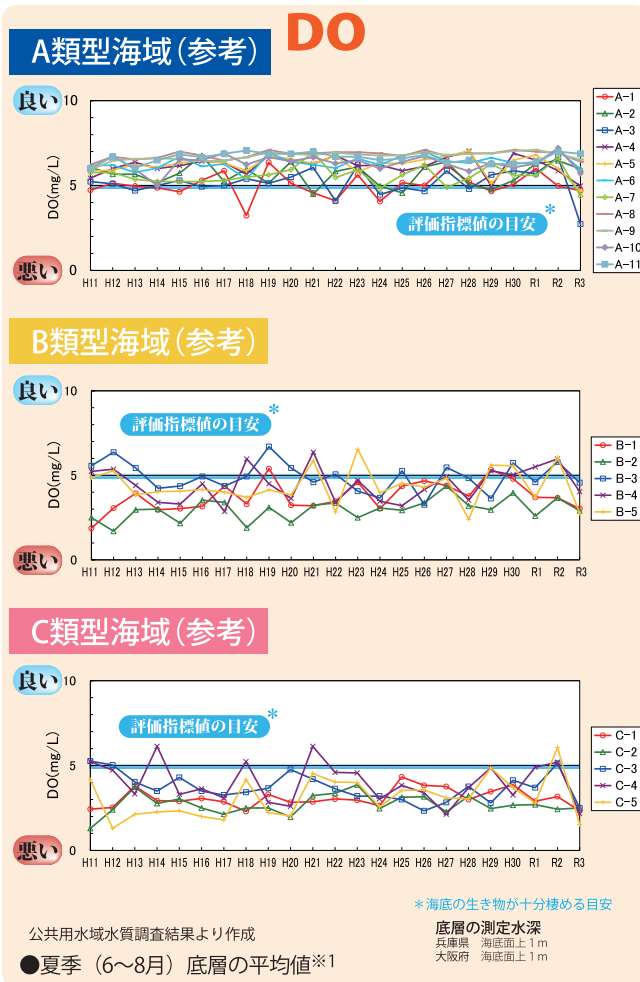 DO
A類型海域(参考)
良い
10
DO(mg/L)
5
評価指標値の目安*
悪い
0
H11 H12 H13 H14 H15 H16 H17 H18 H19 H20 H21 H22 H23 H24 H25 H26 H27 H28 H29 H30 R1 R2 R3
A-1
A-2
A-3
A-4
A-5
A-6
A-7
A-8
A-9
A-10
A-11
B類型海域(参考)
良い
10
評価指標値の目安*
DO(mg/L)
5
悪い
0
H11 H12 H13 H14 H15 H16 H17 H18 H19 H20 H21 H22 H23 H24 H25 H26 H27 H28 H29 H30 R1 R2 R3
B-1
B-2
B-3
B-4
B-5
C類型海域(参考)
良い
10
評価指標値の目安*
DO(mg/L)
5
悪い
0
H11 H12 H13 H14 H15 H16 H17 H18 H19 H20 H21 H22 H23 H24 H25 H26 H27 H28 H29 H30 R1 R2 R3
C-1
C-2
C-3
C-4
C-5
*海底の生き物が十分棲める目安
底層の測定水深
兵庫県 海底面上1m
大阪府 海底面上1m
公共用水域水質調査結果より作成
●夏季(6〜8月)底層の平均値※1